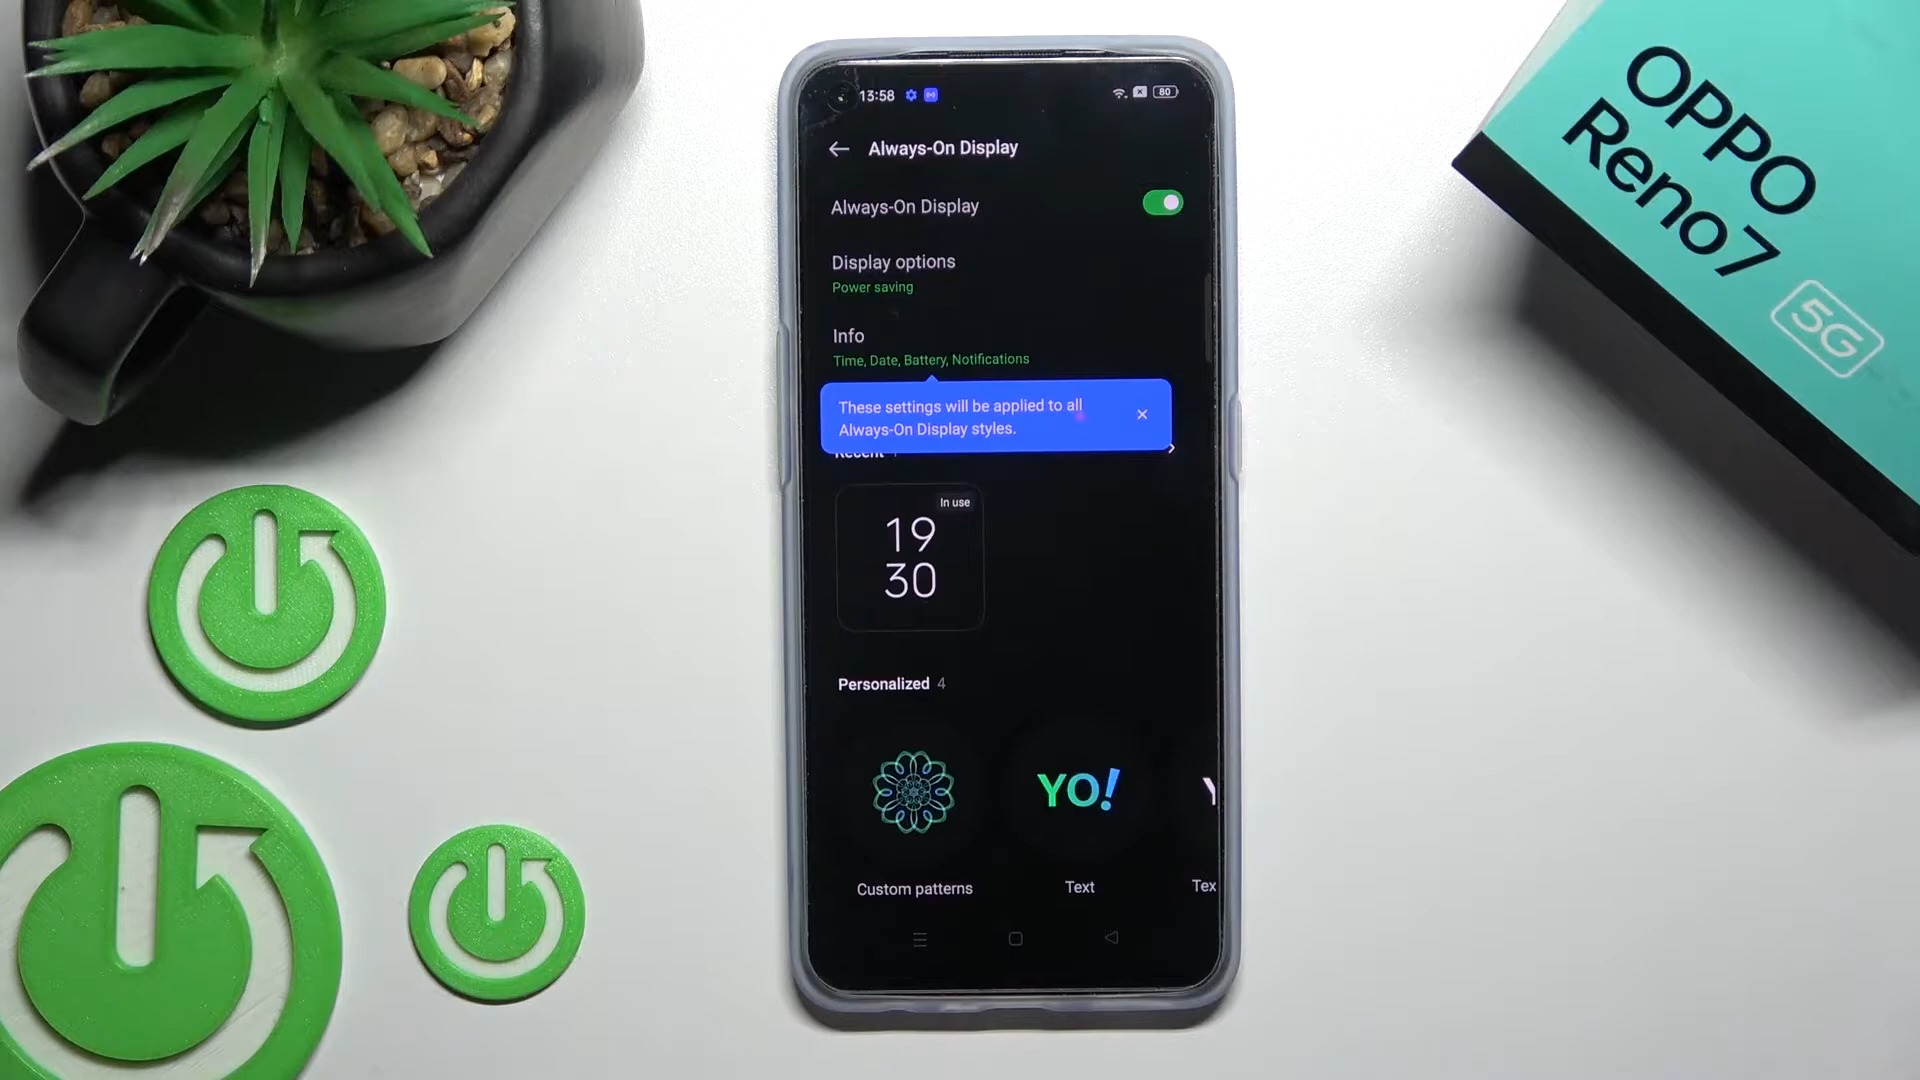 13:58
80
Always-On Display
Always-On Display
Display options
Power saving
Info
Time, Date, Battery, Notifications
These settings will be applied to all
Always-On Display styles.
Recent
In use
19
30
Personalized 4
YO!
Custom patterns
Text
Tex
OPPO
Reno7
5G